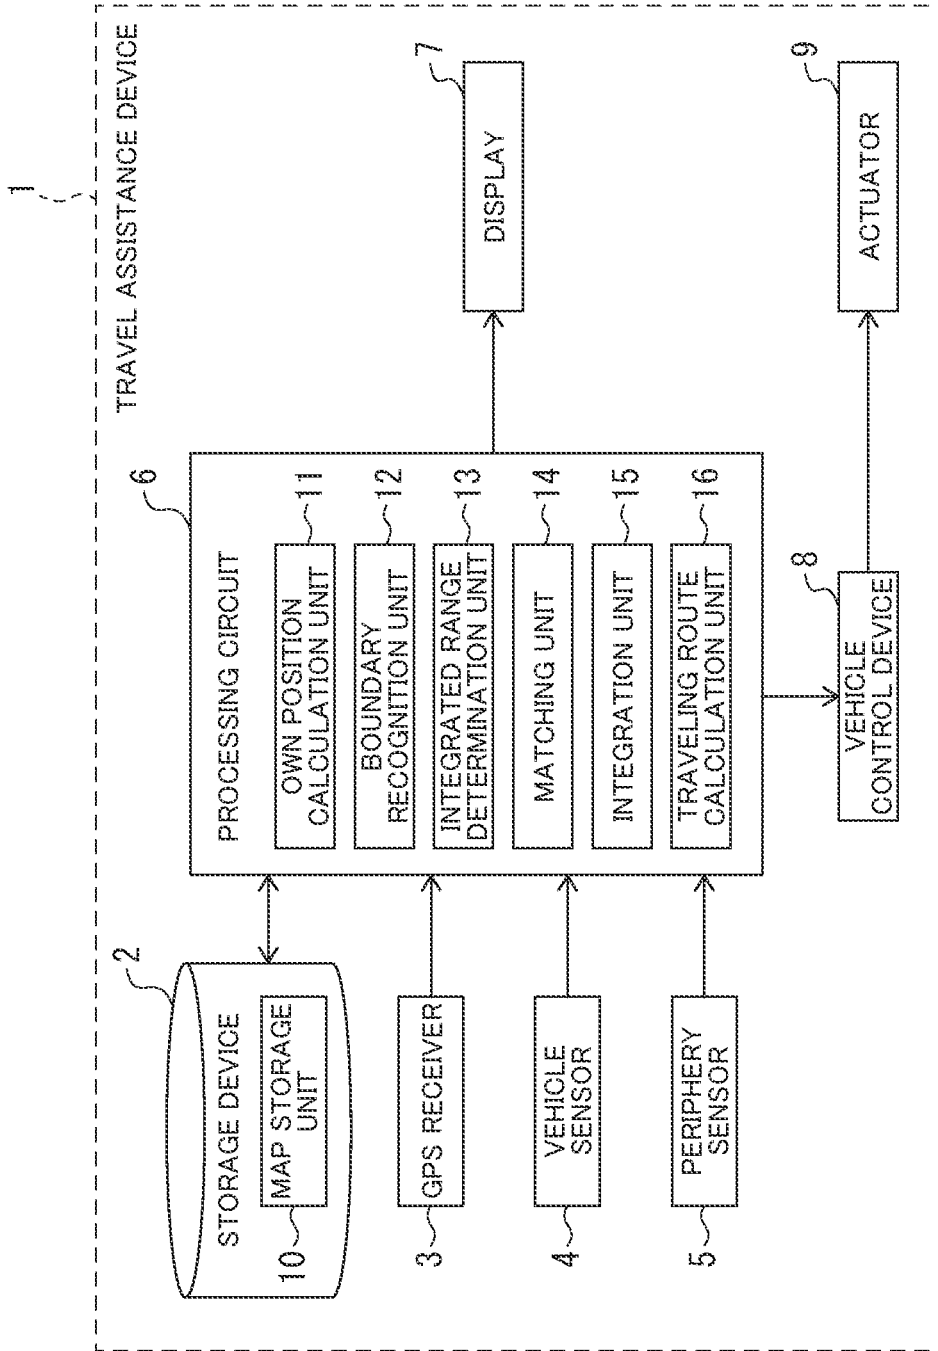 1
TRAVEL ASSISTANCE DEVICE
2
STORAGE DEVICE
MAP STORAGE
UNIT
10
GPS RECEIVER
3
VEHICLE
SENSOR
4
PERIPHERY
SENSOR
5
6
PROCESSING CIRCUIT
OWN POSITION
CALCULATION UNIT
11
BOUNDARY
RECOGNITION UNIT
12
INTEGRATED RANGE
DETERMINATION UNIT
13
MATCHING UNIT
14
INTEGRATION UNIT
15
TRAVELING ROUTE
CALCULATION UNIT
16
7
DISPLAY
8
VEHICLE
CONTROL DEVICE
9
ACTUATOR